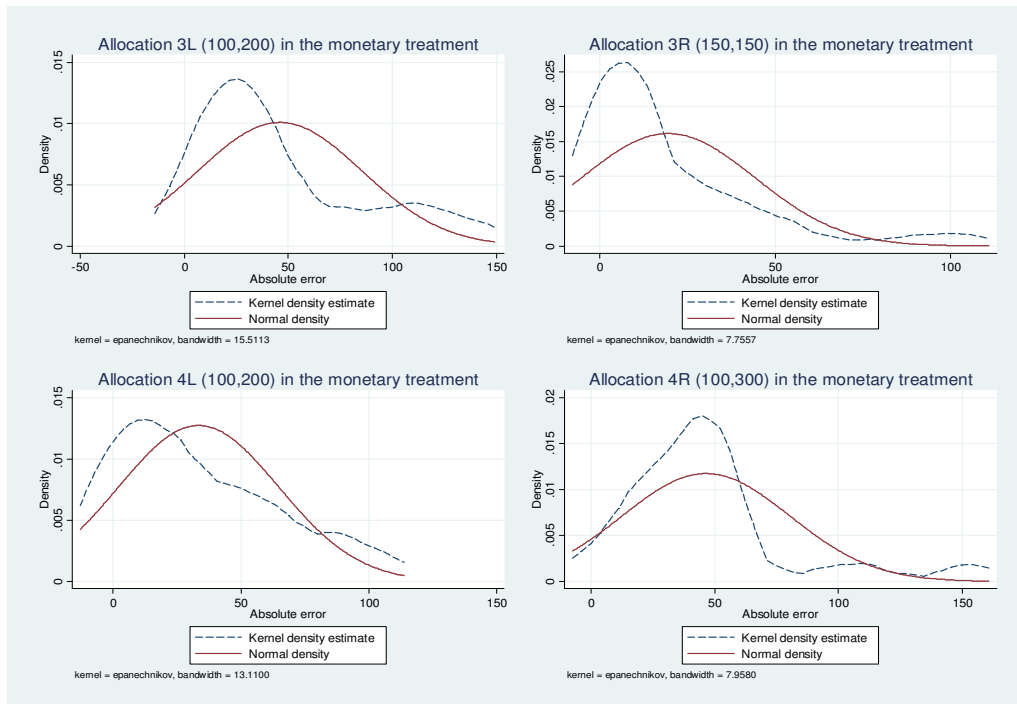 Allocation 3L (100,200) in the monetary treatment
.015
.01
.005
0
Density
-50 0 50 100 150
Absolute error
Kernel density estimate
Normal density
kernel = epanechnikov, bandwidth = 15.5113
Allocation 3R (150,150) in the monetary treatment
.025
.02
.015
.01
.005
0
Density
0 50 100
Absolute error
Kernel density estimate
Normal density
kernel = epanechnikov, bandwidth = 7.7557
Allocation 4L (100,200) in the monetary treatment
.015
.01
.005
0
Density
0 50 100 150
Absolute error
Kernel density estimate
Normal density
kernel = epanechnikov, bandwidth = 13.1100
Allocation 4R (100,300) in the monetary treatment
.02
.015
.01
.005
0
Density
0 50 100 150
Absolute error
Kernel density estimate
Normal density
kernel = epanechnikov, bandwidth = 7.9580